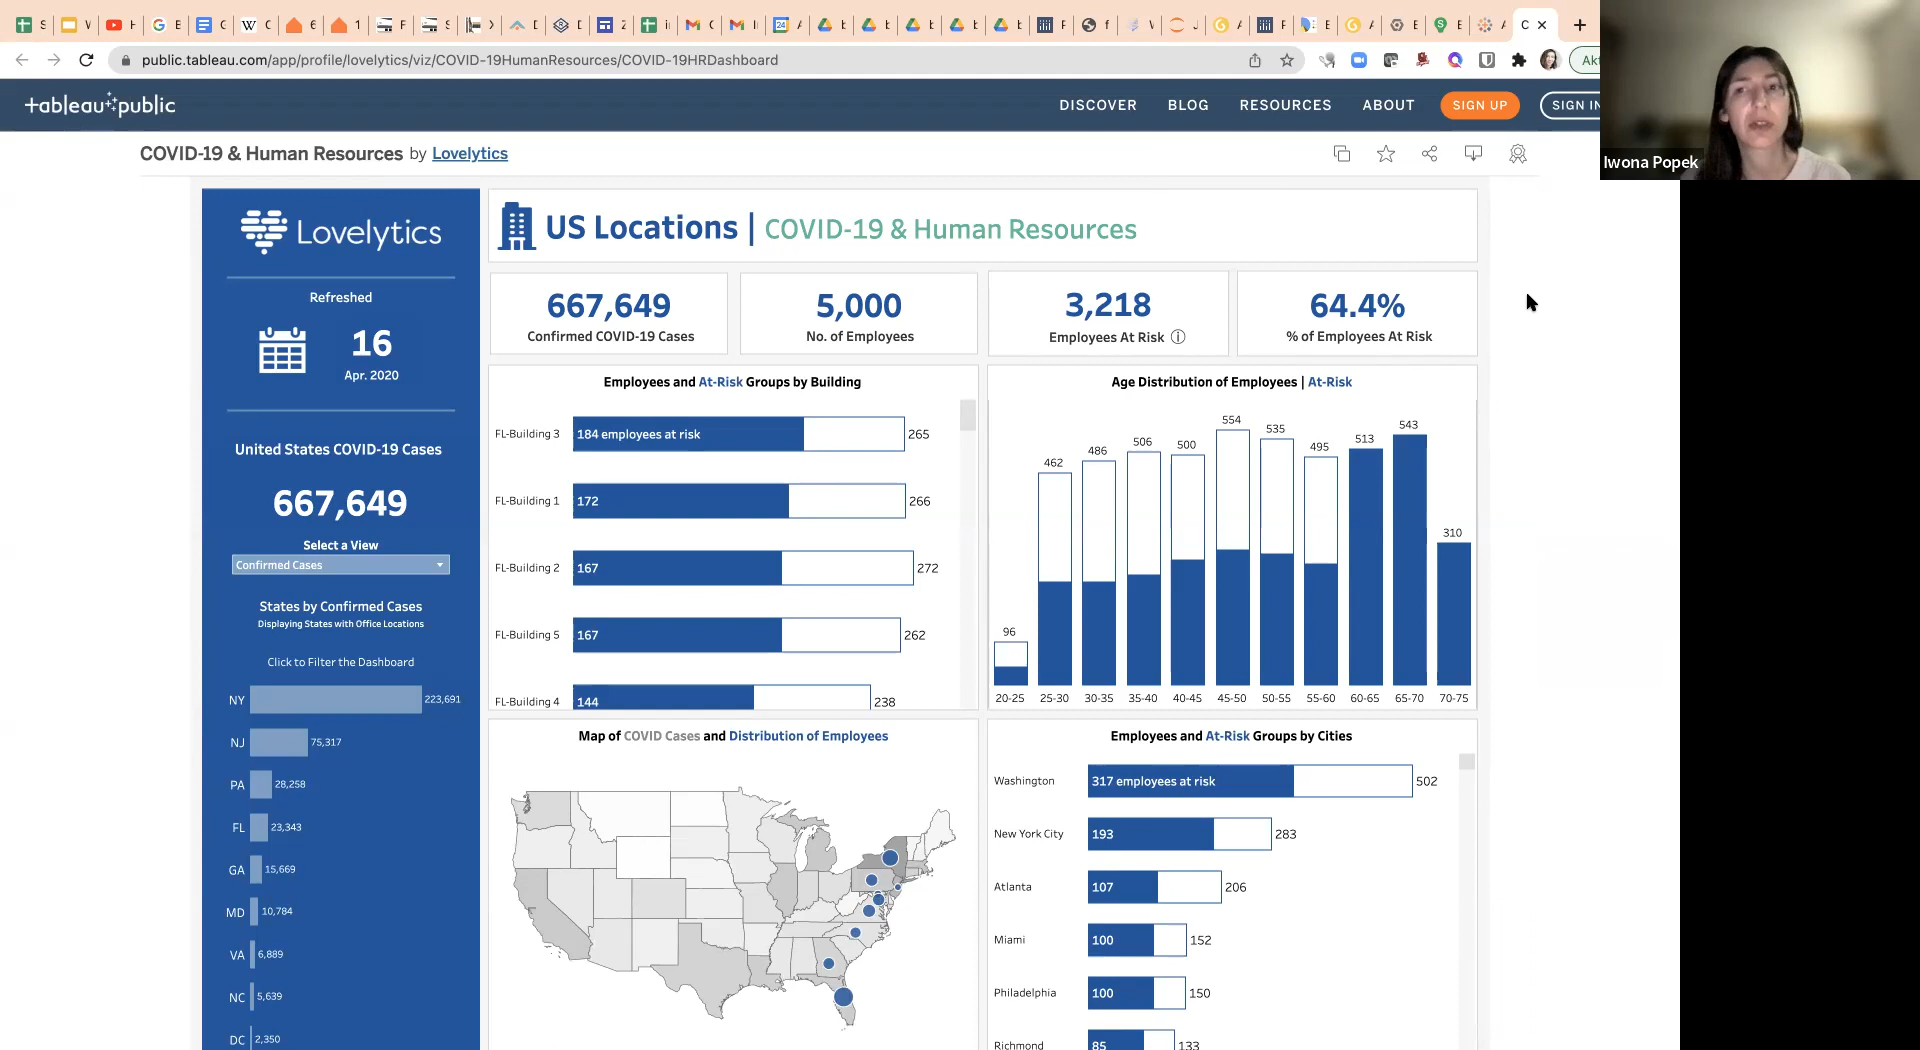 S
W
H
E
G
W C
6
1
F
S
X
D
D
Z
in
C
I
A
F
f
V
J
A
F
E
A
E
E
A
C
public.tableau.com/app/profile/lovelytics/viz/COVID-19HumanResources/COVID-19HRDashboard
Akt
+ableau+public
DISCOVER BLOG RESOURCES ABOUT SIGN UP SIGN IN
Iwona Popek
COVID-19 & Human Resources by Lovelytics
Lovelytics
Refreshed
16
Apr. 2020
United States COVID-19 Cases
667,649
Select a View
Confirmed Cases
States by Confirmed Cases
Displaying States with Office Locations
Click to Filter the Dashboard
NY 223,691
NJ 75,317
PA 28,258
FL 23,343
GA 15,669
MD 10,784
VA 6,889
NC 5,639
DC 2,350
US Locations | COVID-19 & Human Resources
667,649
Confirmed COVID-19 Cases
5,000
No. of Employees
3,218
Employees At Risk
64.4%
% of Employees At Risk
Employees and At-Risk Groups by Building
FL-Building 3 184 employees at risk 265
FL-Building 1 172 266
FL-Building 2 167 272
FL-Building 5 167 262
FL-Building 4 144 238
Age Distribution of Employees | At-Risk
96 462 486 506 500 554 535 495 513 543 310
20-25 25-30 30-35 35-40 40-45 45-50 50-55 55-60 60-65 65-70 70-75
Map of COVID Cases and Distribution of Employees
Employees and At-Risk Groups by Cities
Washington 317 employees at risk 502
New York City 193 283
Atlanta 107 206
Miami 100 152
Philadelphia 100 150
Richmond 85 133